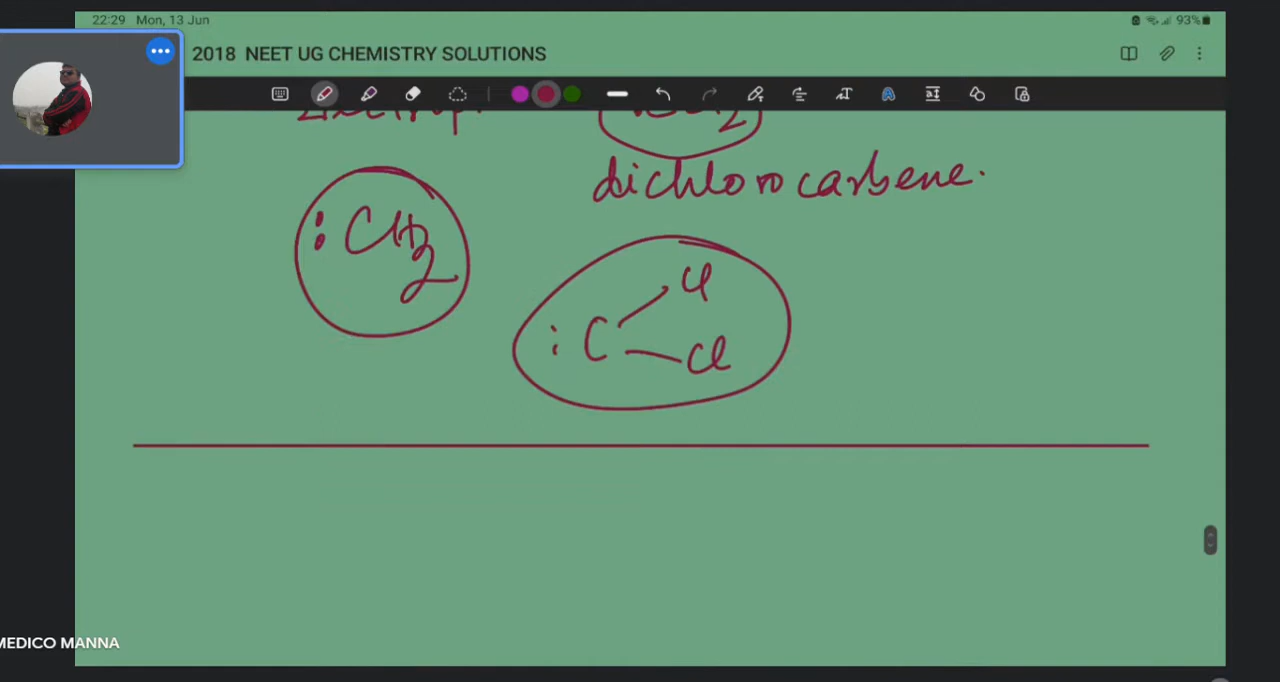 22:29 Mon, 13 Jun
93%
2018 NEET UG CHEMISTRY SOLUTIONS
dichlorocarbene.
:CH2
Cl
:C
Cl
MEDICO MANNA